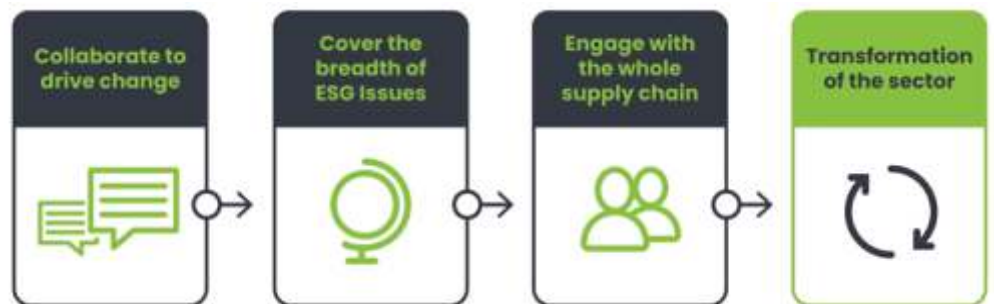 Collaborate to
drive change
Cover the
breadth of
ESG Issues
Engage with
the whole
supply chain
Transformation
of the sector